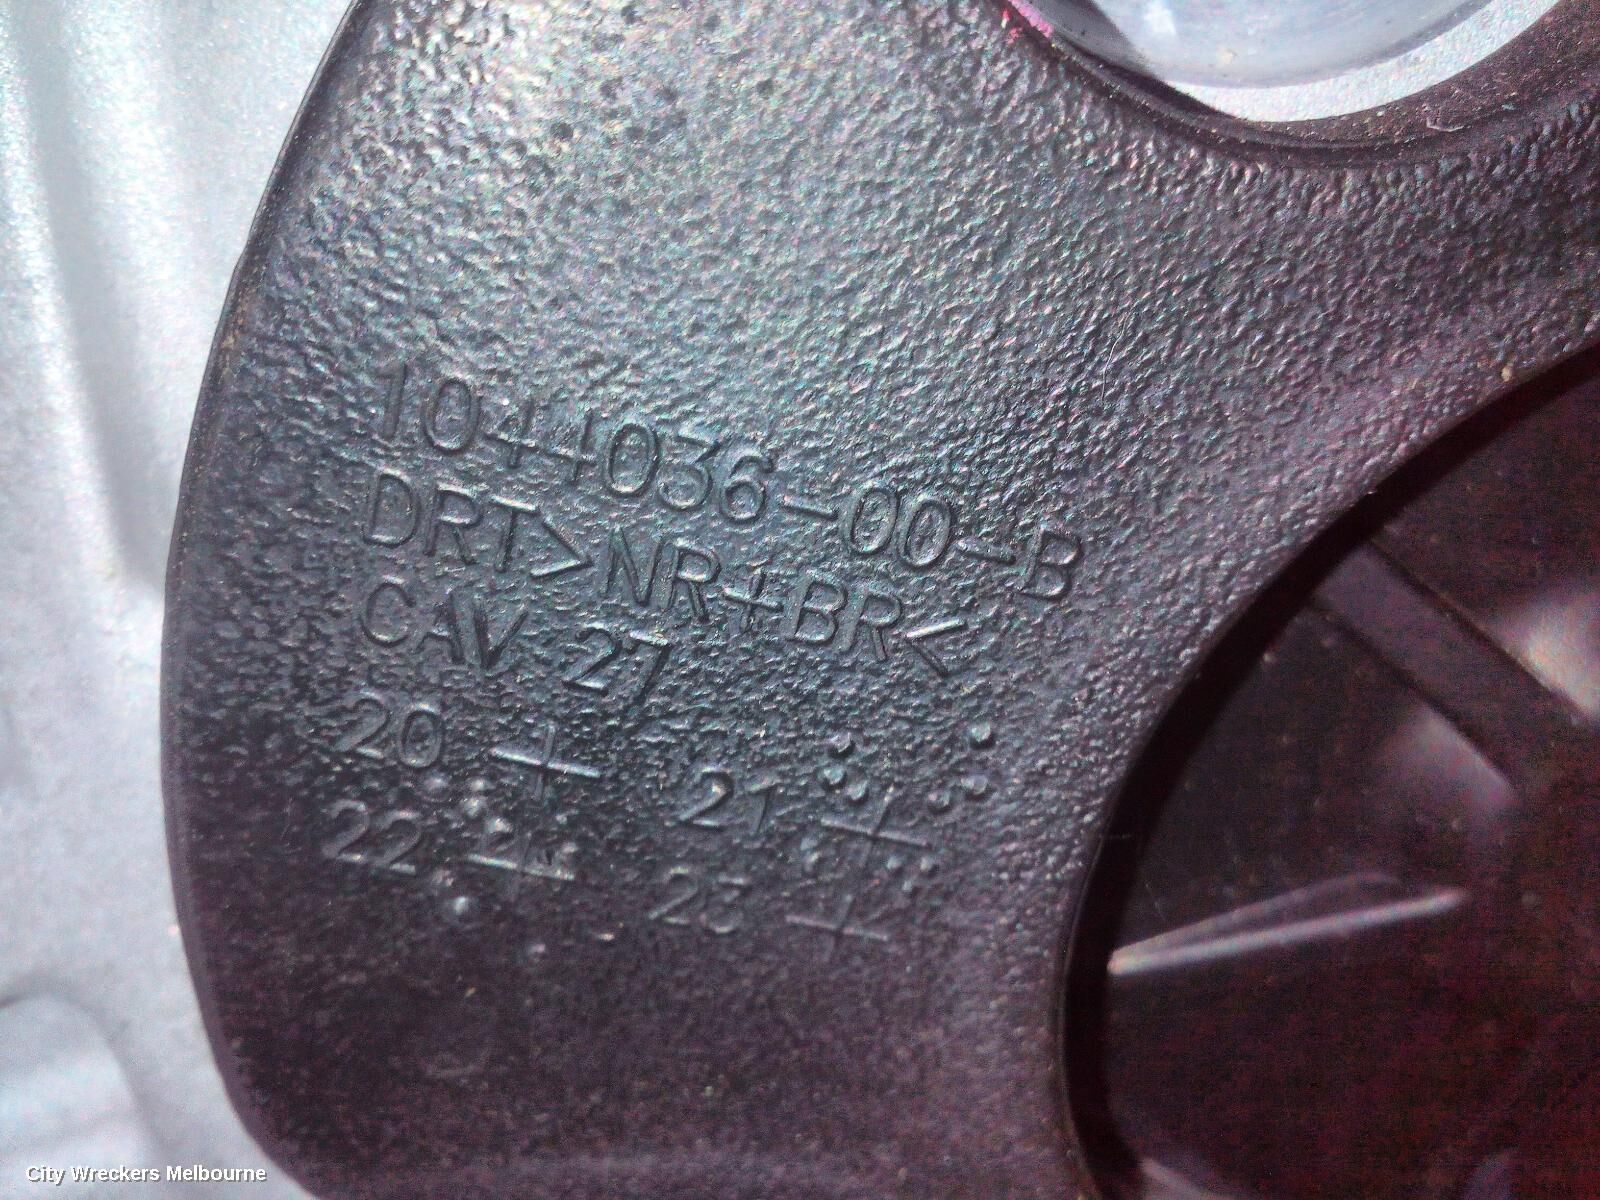 1044036-00-B
DRT>NR+BR<
CAV 27
20 + 21 +
22 + 23 +
City Wreckers Melbourne